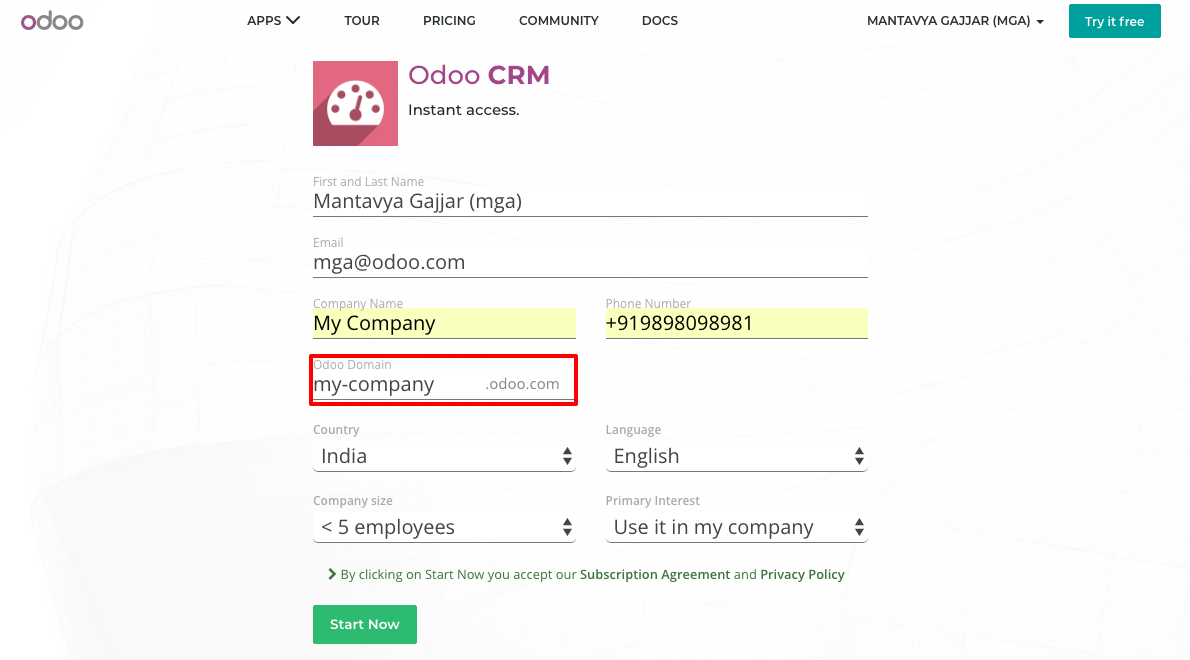 odoo APPS TOUR PRICING COMMUNITY DOCS MANTAVYA GAJJAR (MGA) Try it free
Odoo CRM
Instant access.
First and Last Name
Mantavya Gajjar (mga)
Email
mga@odoo.com
Company Name Phone Number
My Company +919898098981
Odoo Domain
my-company .odoo.com
Country Language
India English
Company size Primary Interest
< 5 employees Use it in my company
By clicking on Start Now you accept our Subscription Agreement and Privacy Policy
Start Now